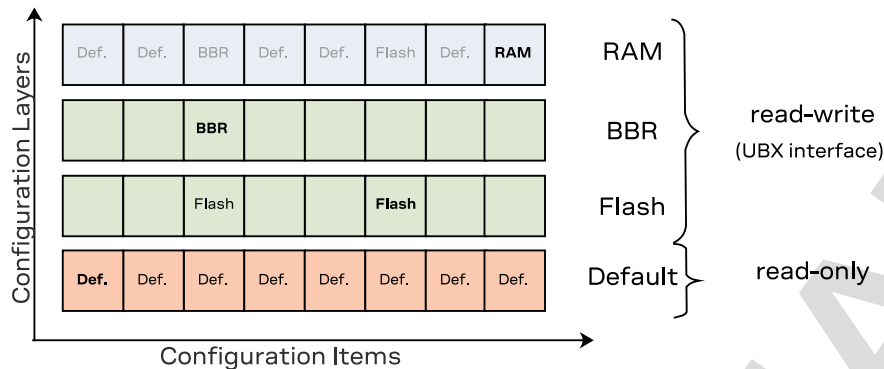 Configuration Layers
Def. Def. BBR Def. Def. Flash Def. RAM
RAM
BBR
BBR
Flash Flash
Flash
Def. Def. Def. Def. Def. Def. Def. Def.
Default
read-write
(UBX interface)
read-only
Configuration Items